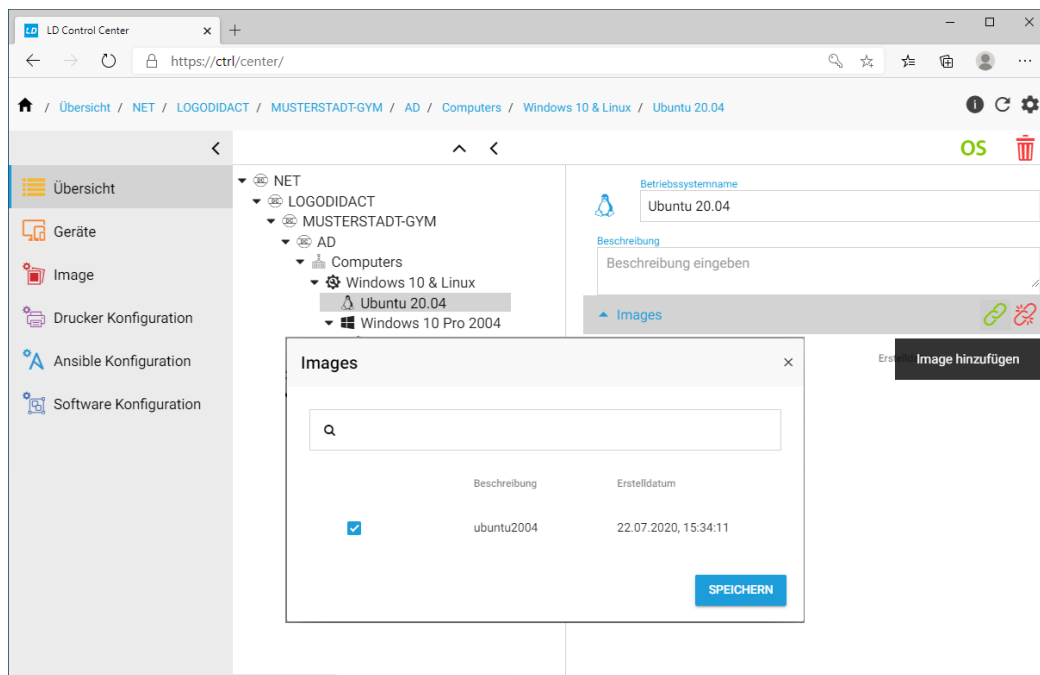 LD LD Control Center
https://ctrl/center/
/ Übersicht / NET / LOGODIDACT / MUSTERSTADT-GYM / AD / Computers / Windows 10 & Linux / Ubuntu 20.04
OS
Übersicht
Geräte
Image
Drucker Konfiguration
Ansible Konfiguration
Software Konfiguration
NET
LOGODIDACT
MUSTERSTADT-GYM
AD
Computers
Windows 10 & Linux
Ubuntu 20.04
Windows 10 Pro 2004
Betriebssystemname
Ubuntu 20.04
Beschreibung
Beschreibung eingeben
Images
Image hinzufügen
Images
Beschreibung Erstelldatum
ubuntu2004 22.07.2020, 15:34:11
SPEICHERN